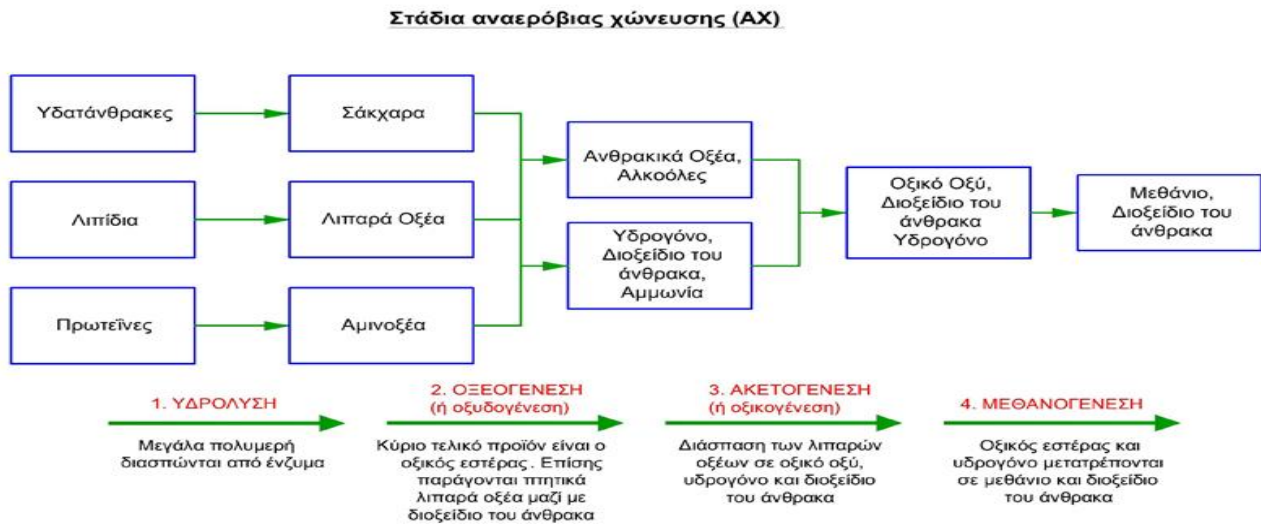 Στάδια αναερόβιας χώνευσης (ΑΧ)
Υδατάνθρακες
Σάκχαρα
Ανθρακικά Οξέα,
Αλκοόλες
Λιπίδια
Λιπαρά Οξέα
Υδρογόνο,
Διοξείδιο του
άνθρακα,
Αμμωνία
Οξικό Οξύ,
Διοξείδιο του
άνθρακα
Υδρογόνο
Μεθάνιο,
Διοξείδιο του
άνθρακα
Πρωτεΐνες
Αμινοξέα
1. ΥΔΡΟΛΥΣΗ
Μεγάλα πολυμερή
διασπώνται από ένζυμα
2. ΟΞΕΟΓΕΝΕΣΗ
(ή οξυδογένεση)
Κύριο τελικό προϊόν είναι ο
οξικός εστέρας. Επίσης
παράγονται πτητικά
λιπαρά οξέα μαζί με
διοξείδιο του άνθρακα
3. ΑΚΕΤΟΓΕΝΕΣΗ
(ή οξικογένεση)
Διάσπαση των λιπαρών
οξέων σε οξικό οξύ,
υδρογόνο και διοξείδιο
του άνθρακα
4. ΜΕΘΑΝΟΓΕΝΕΣΗ
Οξικός εστέρας και
υδρογόνο μετατρέπονται
σε μεθάνιο και διοξείδιο
του άνθρακα